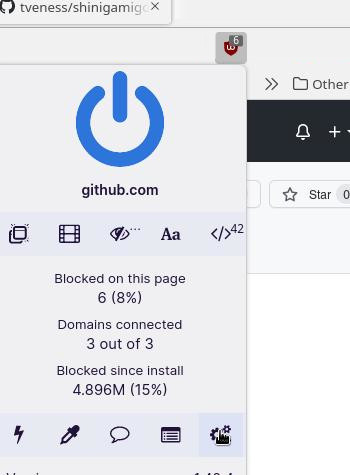 tveness/shinigami
6
Other
github.com
Aa
42
Star 0
Blocked on this page
6 (8%)
Domains connected
3 out of 3
Blocked since install
4.896M (15%)